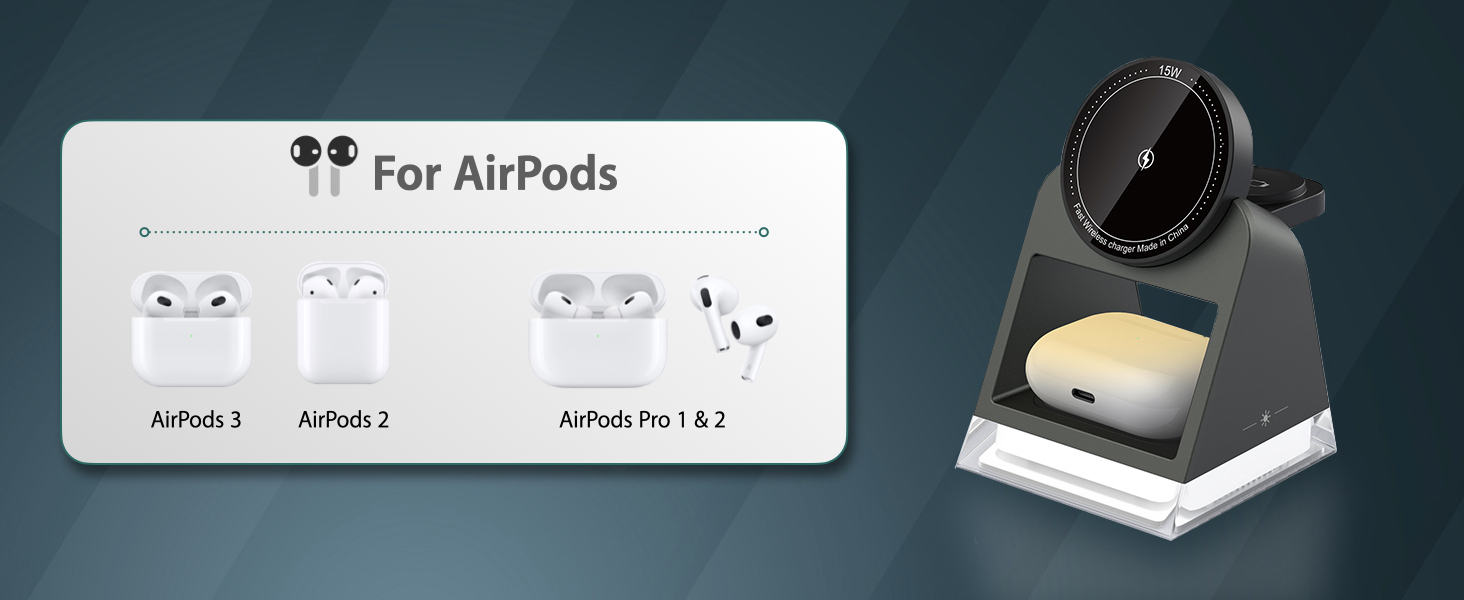 For AirPods
AirPods 3
AirPods 2
AirPods Pro 1 & 2
15W
Fast Wireless charger Made in China